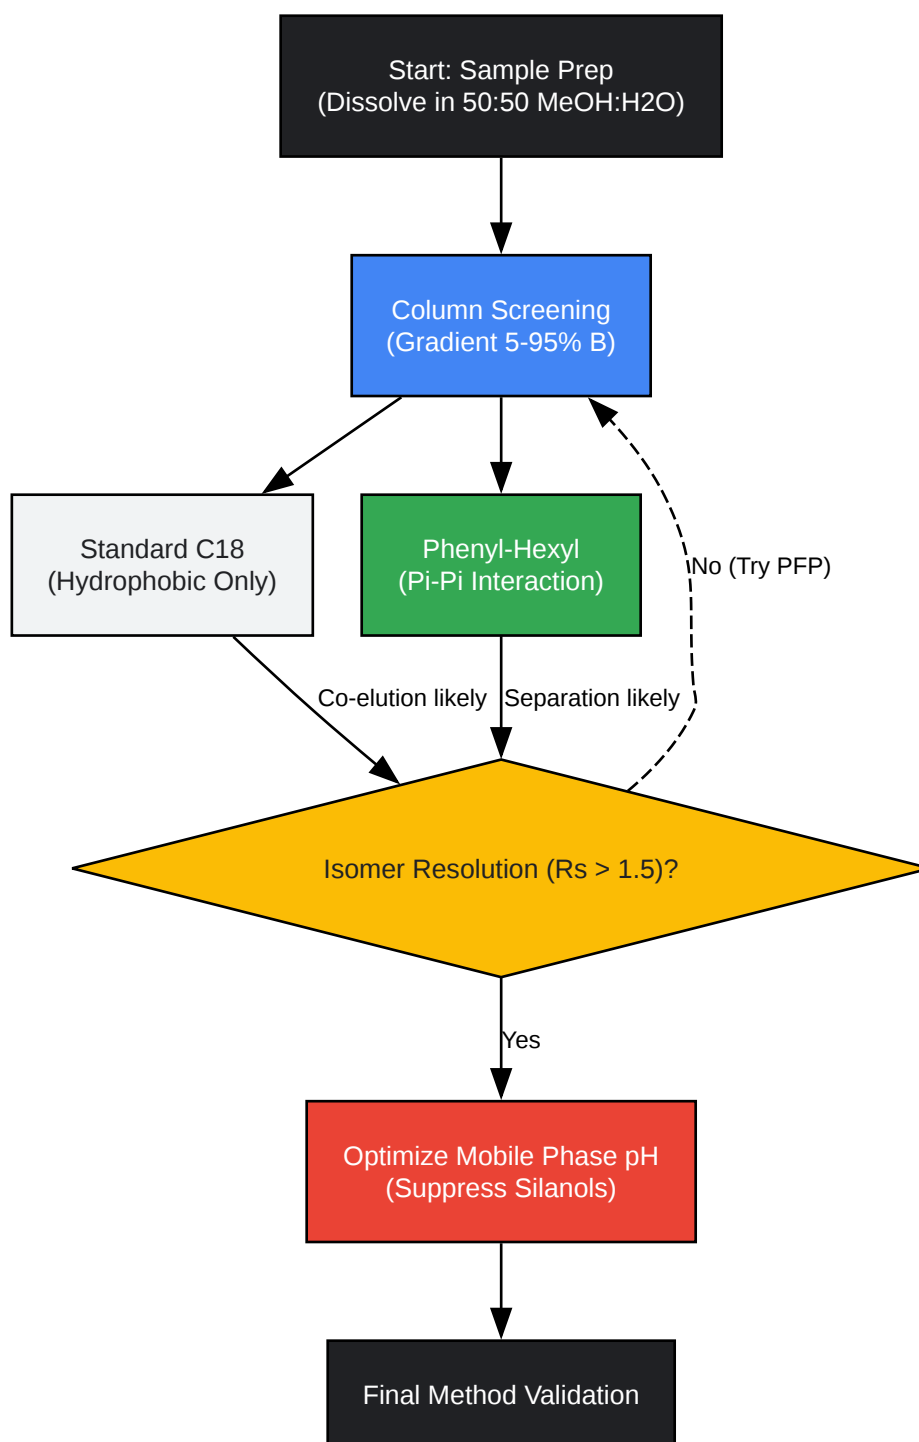 Start: Sample Prep
(Dissolve in 50:50 MeOH:H2O)
Column Screening
(Gradient 5-95% B)
Standard C18
(Hydrophobic Only)
Phenyl-Hexyl
(Pi-Pi Interaction)
No (Try PFP)
Co-elution likely
Separation likely
Isomer Resolution (Rs > 1.5)?
Yes
Optimize Mobile Phase pH
(Suppress Silanols)
Final Method Validation